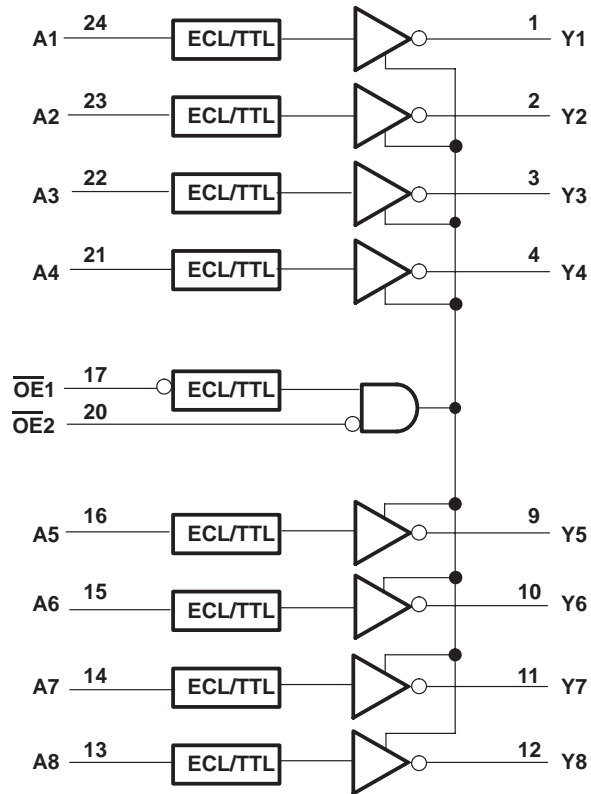 A1 24 ECL/TTL 1 Y1
A2 23 ECL/TTL 2 Y2
A3 22 ECL/TTL 3 Y3
A4 21 ECL/TTL 4 Y4
O̅E̅1 17 ECL/TTL
O̅E̅2 20
A5 16 ECL/TTL 9 Y5
A6 15 ECL/TTL 10 Y6
A7 14 ECL/TTL 11 Y7
A8 13 ECL/TTL 12 Y8